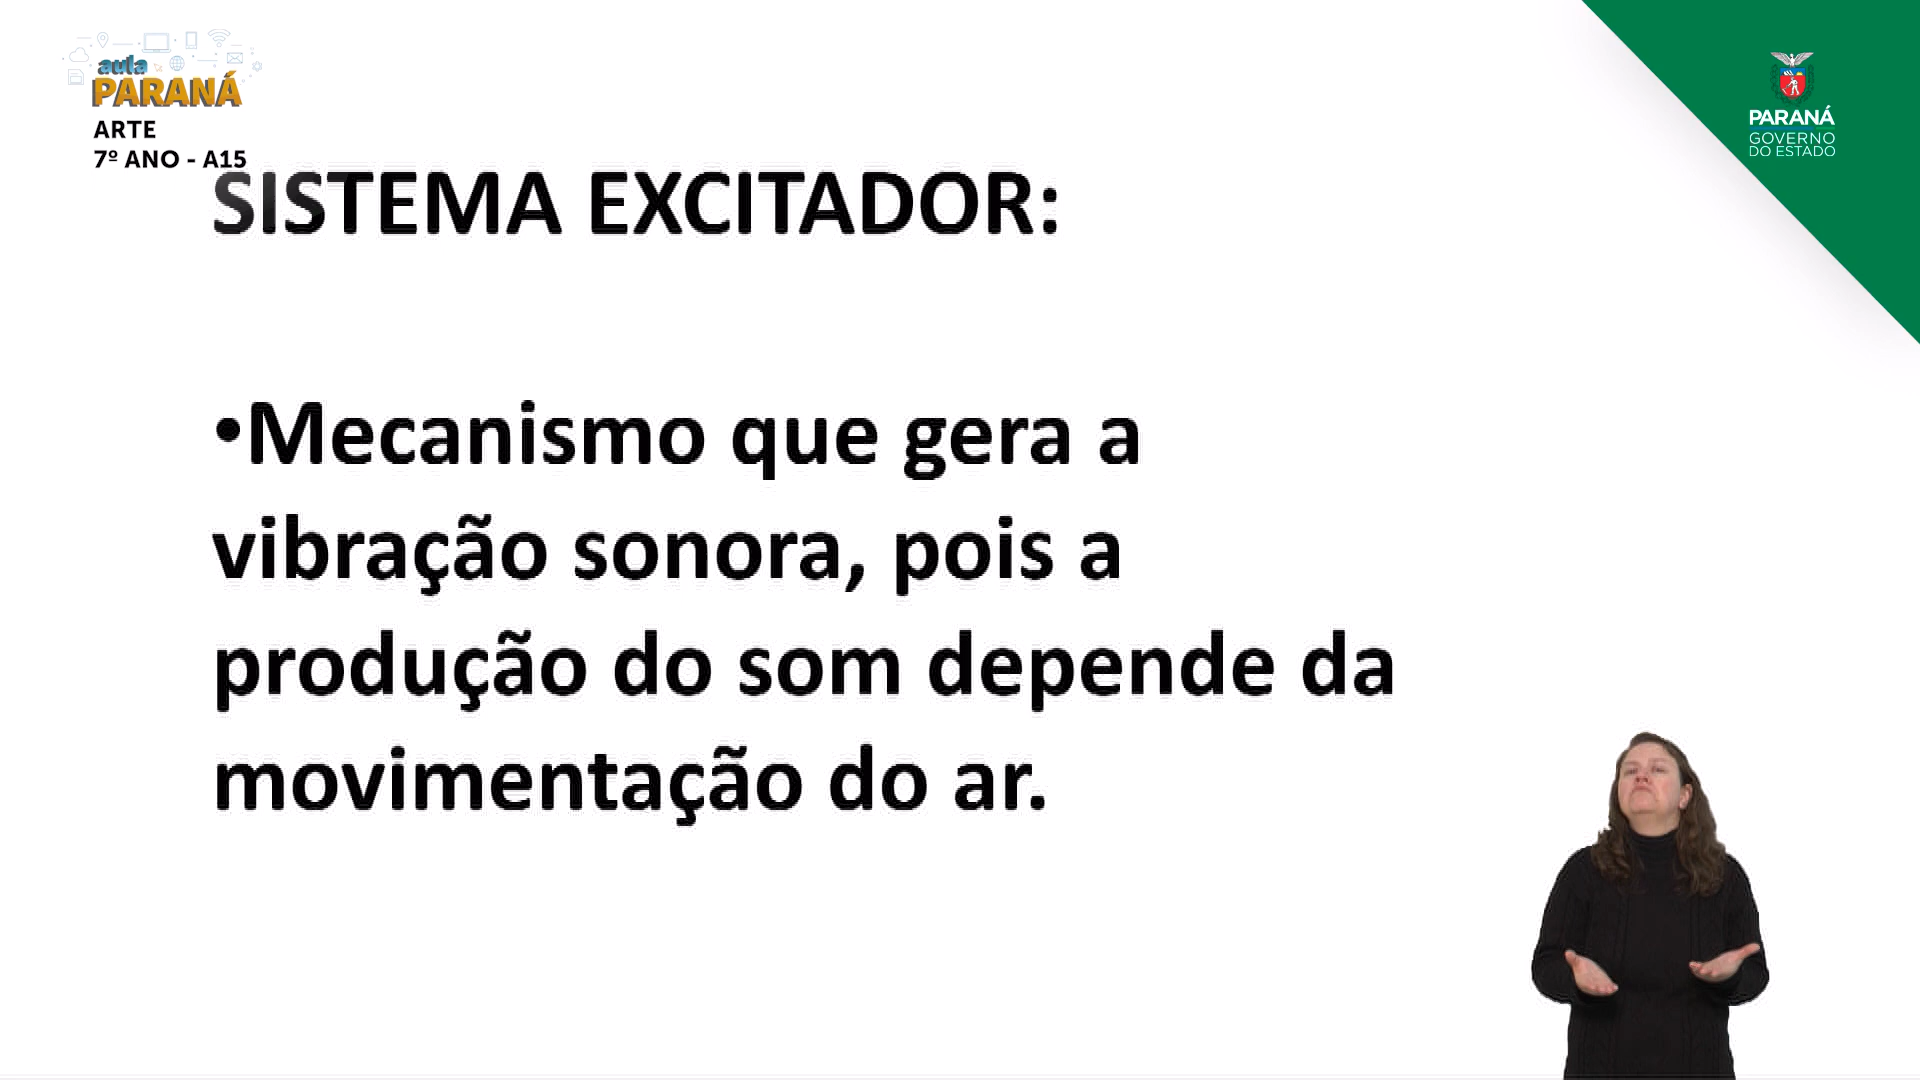 aula
PARANÁ
ARTE
7º ANO - A15
PARANÁ
GOVERNO
DO ESTADO
SISTEMA EXCITADOR:
•Mecanismo que gera a
vibração sonora, pois a
produção do som depende da
movimentação do ar.